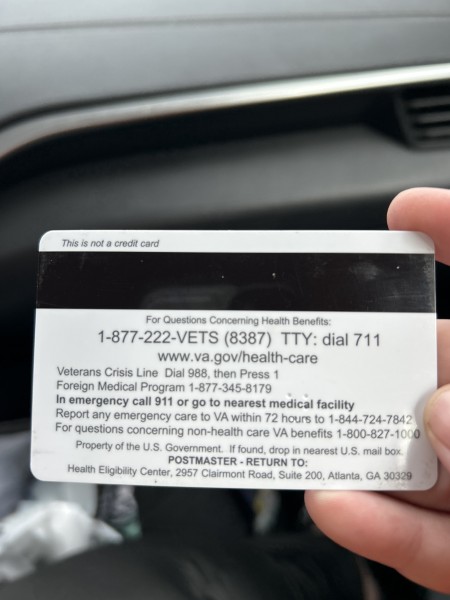 This is not a credit card
For Questions Concerning Health Benefits:
1-877-222-VETS (8387) TTY: dial 711
www.va.gov/health-care
Veterans Crisis Line Dial 988, then Press 1
Foreign Medical Program 1-877-345-8179
In emergency call 911 or go to nearest medical facility
Report any emergency care to VA within 72 hours to 1-844-724-7842
For questions concerning non-health care VA benefits 1-800-827-1000
Property of the U.S. Government. If found, drop in nearest U.S. mail box.
POSTMASTER - RETURN TO:
Health Eligibility Center, 2957 Clairmont Road, Suite 200, Atlanta, GA 30329